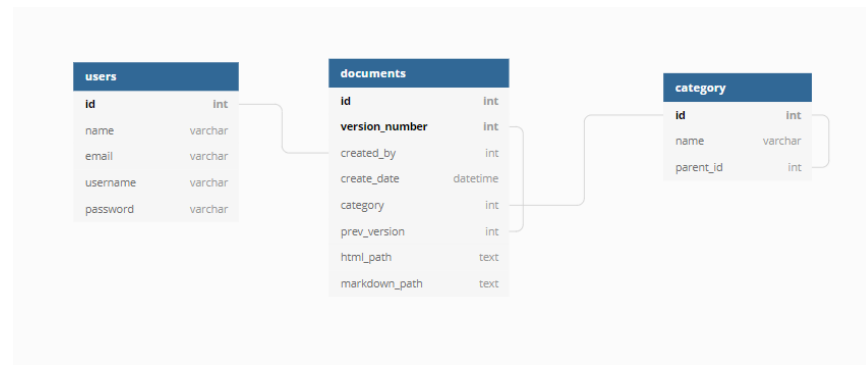 users
id int
name varchar
email varchar
username varchar
password varchar
documents
id int
version_number int
created_by int
create_date datetime
category int
prev_version int
html_path text
markdown_path text
category
id int
name varchar
parent_id int